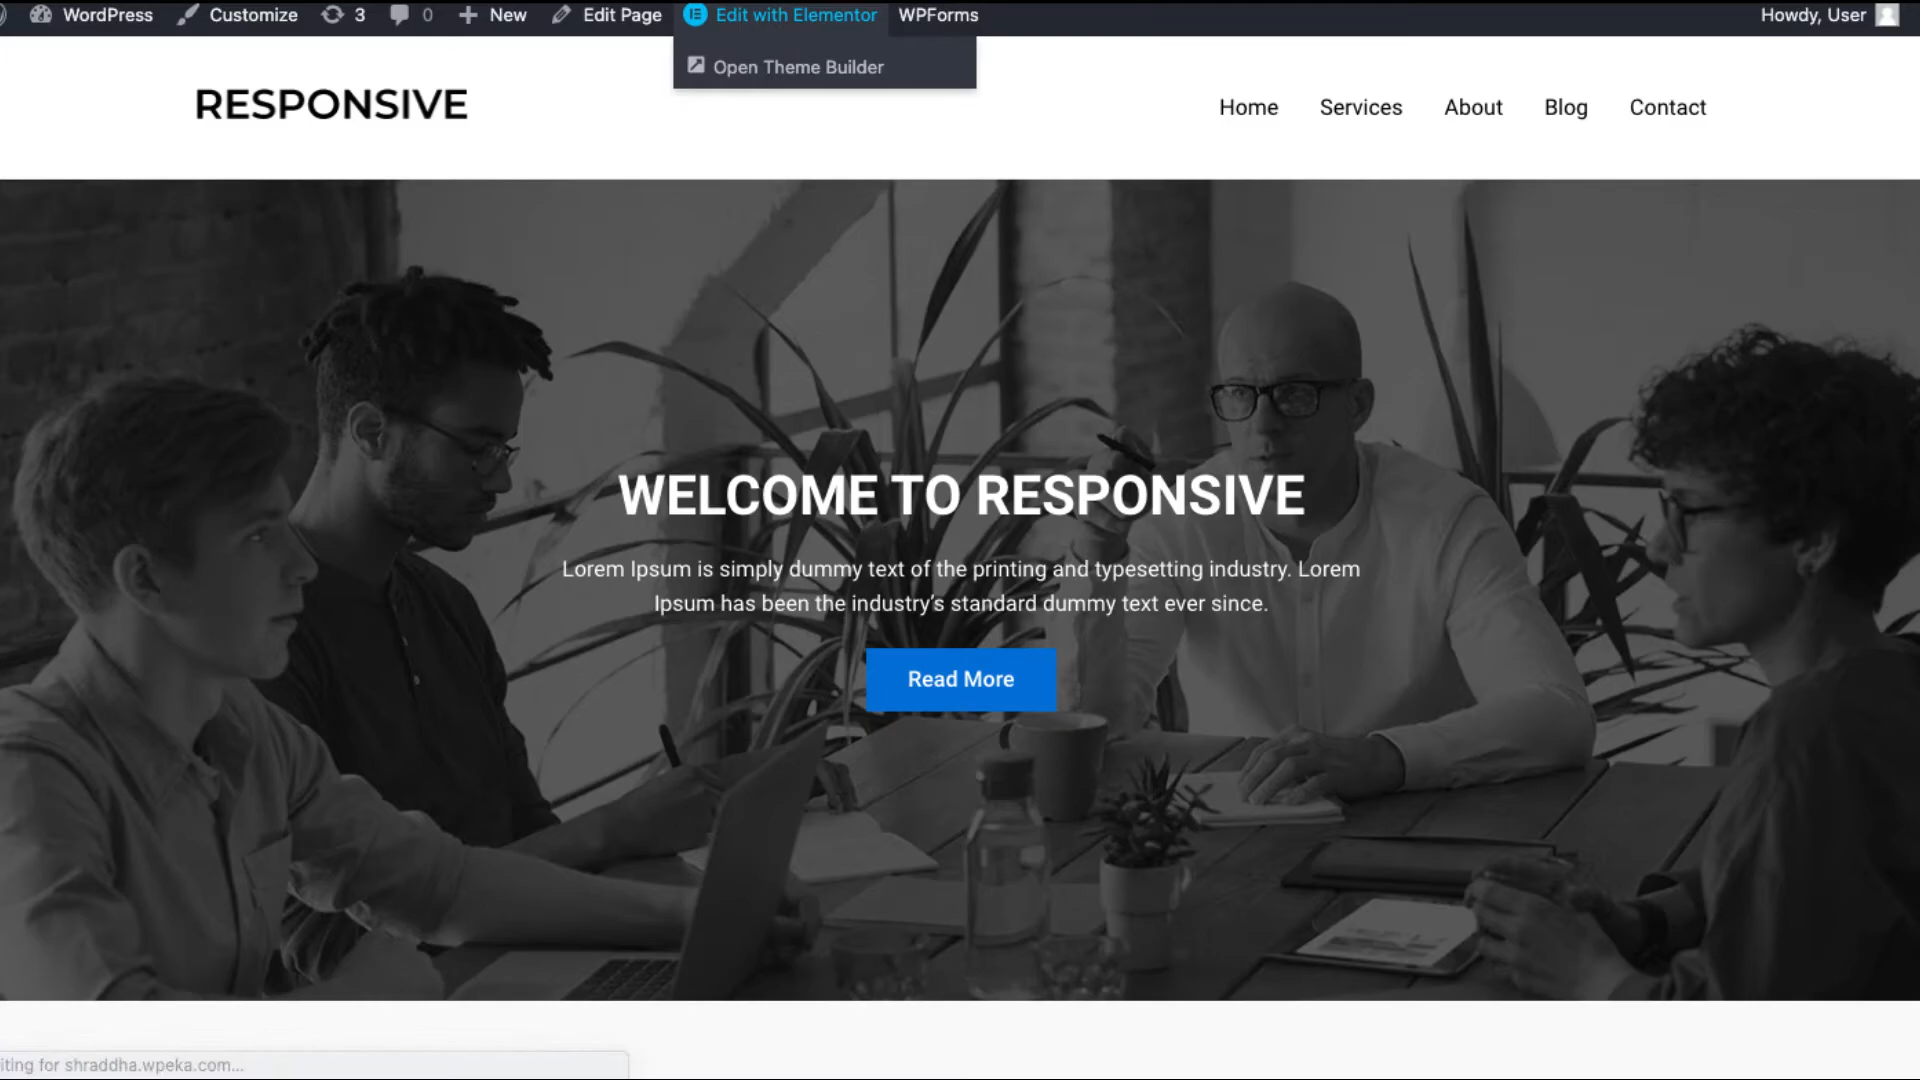 WordPress Customize 3 0 New Edit Page Edit with Elementor WPForms Howdy, User
Open Theme Builder
RESPONSIVE
Home Services About Blog Contact
WELCOME TO RESPONSIVE
Lorem Ipsum is simply dummy text of the printing and typesetting industry. Lorem
Ipsum has been the industry’s standard dummy text ever since.
Read More
iting for shraddha.wpeka.com...